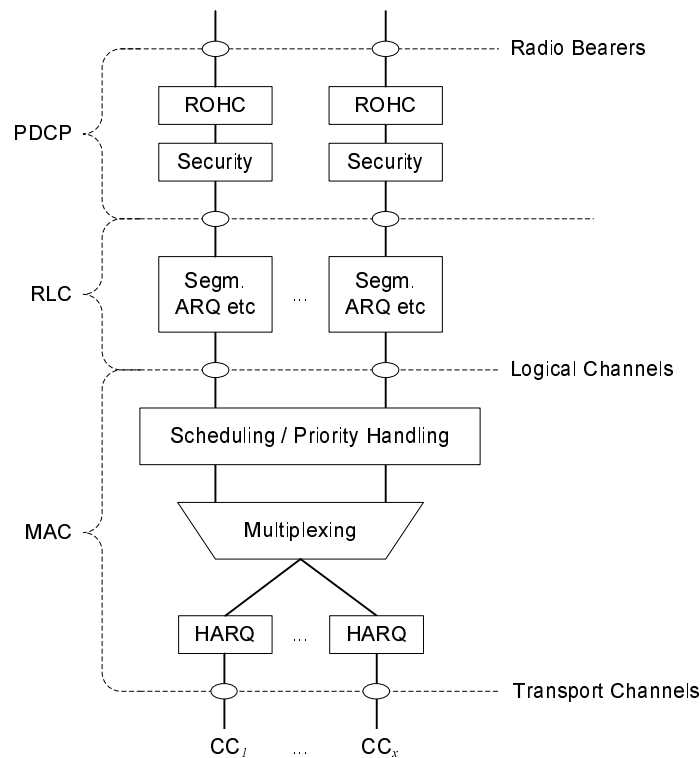 Radio Bearers
ROHC ROHC
PDCP
Security Security
Segm. ARQ etc ... Segm. ARQ etc
RLC
Logical Channels
Scheduling / Priority Handling
Multiplexing
MAC
HARQ ... HARQ
Transport Channels
CC1 ... CCx